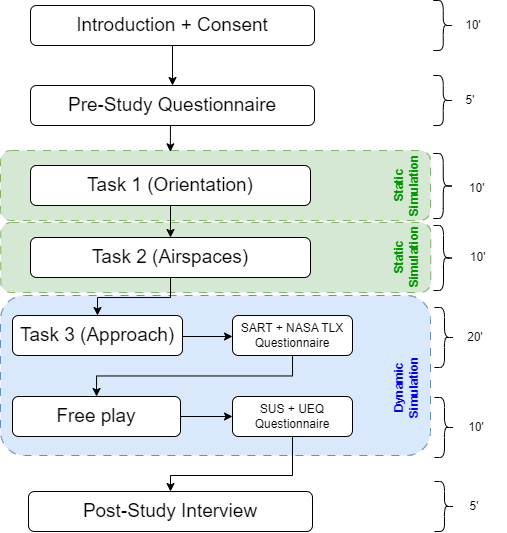 Introduction + Consent
10'
Pre-Study Questionnaire
5'
Task 1 (Orientation)
Static
Simulation
10'
Task 2 (Airspaces)
Static
Simulation
10'
Task 3 (Approach)
SART + NASA TLX
Questionnaire
20'
Dynamic
Simulation
Free play
SUS + UEQ
Questionnaire
10'
Post-Study Interview
5'